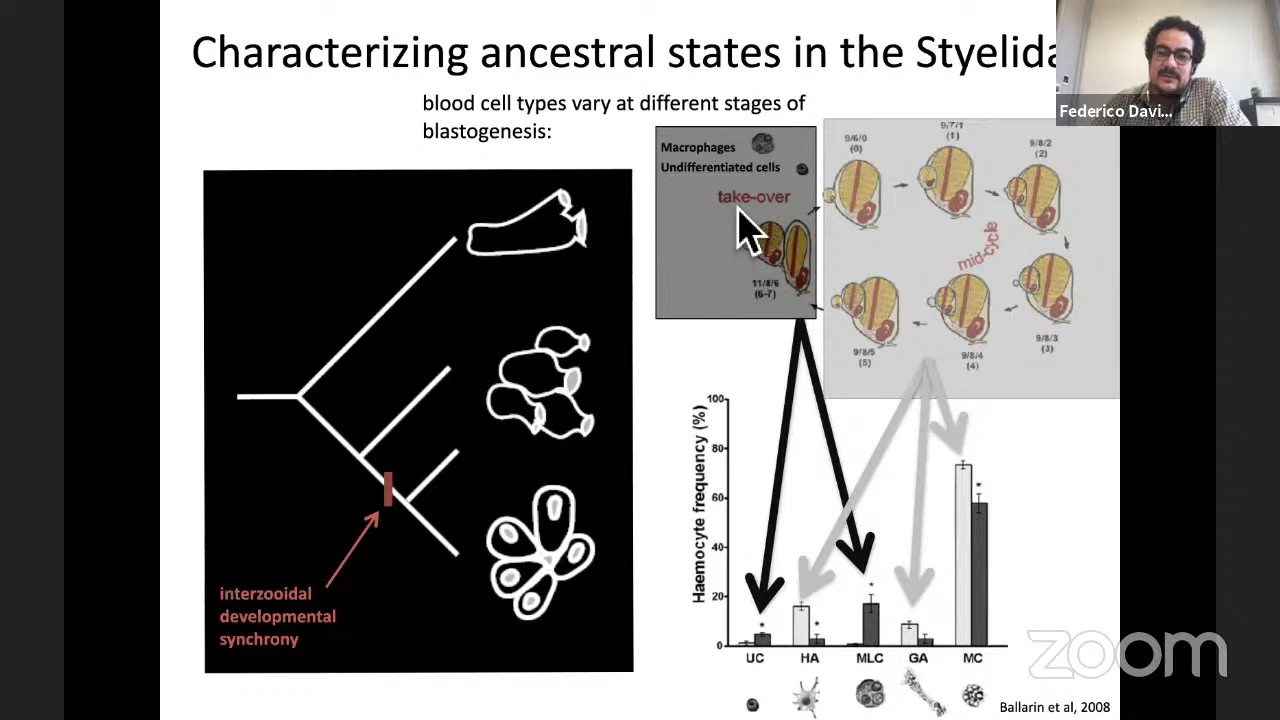 Characterizing ancestral states in the Styelida
Federico Davi...
blood cell types vary at different stages of
blastogenesis:
Macrophages
Undifferentiated cells
take-over
11/8/6
(6-7)
9/6/0
(0)
9/7/1
(1)
9/8/2
(2)
mid-cycle
9/8/3
(3)
9/8/4
(4)
9/8/5
(5)
interzooidal
developmental
synchrony
Haemocyte frequency (%)
100
80
60
40
20
0
* * * *
UC HA MLC GA MC
Ballarin et al, 2008
zoom